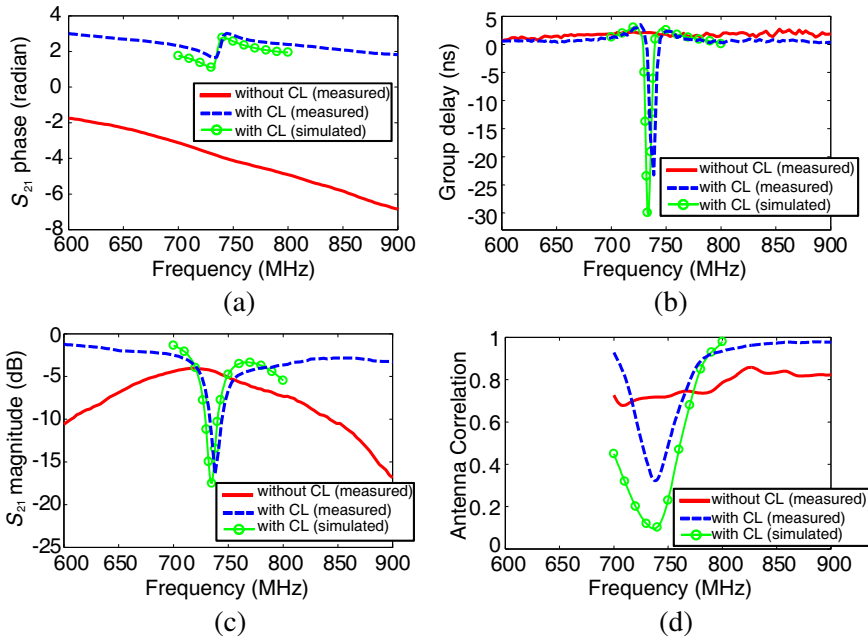 8
6
4
2
0
-2
-4
-6
-8
600 650 700 750 800 850 900
Frequency (MHz)
S21 phase (radian)
without CL (measured)
with CL (measured)
with CL (simulated)
(a)
5
0
-5
-10
-15
-20
-25
-30
600 650 700 750 800 850 900
Frequency (MHz)
Group delay (ns)
without CL (measured)
with CL (measured)
with CL (simulated)
(b)
0
-5
-10
-15
-20
-25
600 650 700 750 800 850 900
Frequency (MHz)
S21 magnitude (dB)
without CL (measured)
with CL (measured)
with CL (simulated)
(c)
1
0.8
0.6
0.4
0.2
0
600 650 700 750 800 850 900
Frequency (MHz)
Antenna Correlation
without CL (measured)
with CL (measured)
with CL (simulated)
(d)